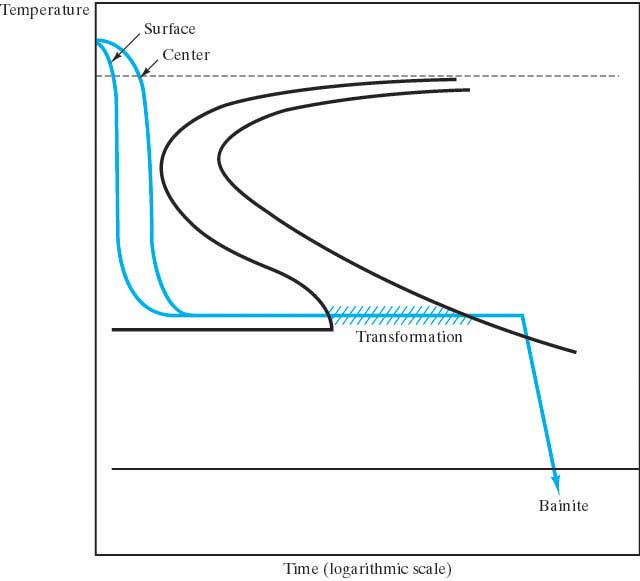 Temperature
Surface
Center
Transformation
Bainite
Time (logarithmic scale)